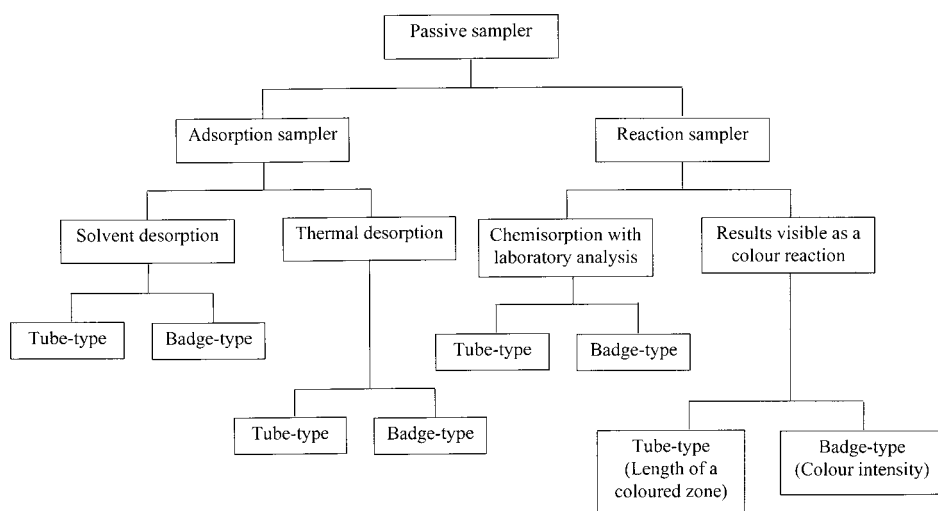 Passive sampler
Adsorption sampler
Reaction sampler
Solvent desorption
Thermal desorption
Chemisorption with
laboratory analysis
Results visible as a
colour reaction
Tube-type
Badge-type
Tube-type
Badge-type
Tube-type
Badge-type
Tube-type
(Length of a
coloured zone)
Badge-type
(Colour intensity)